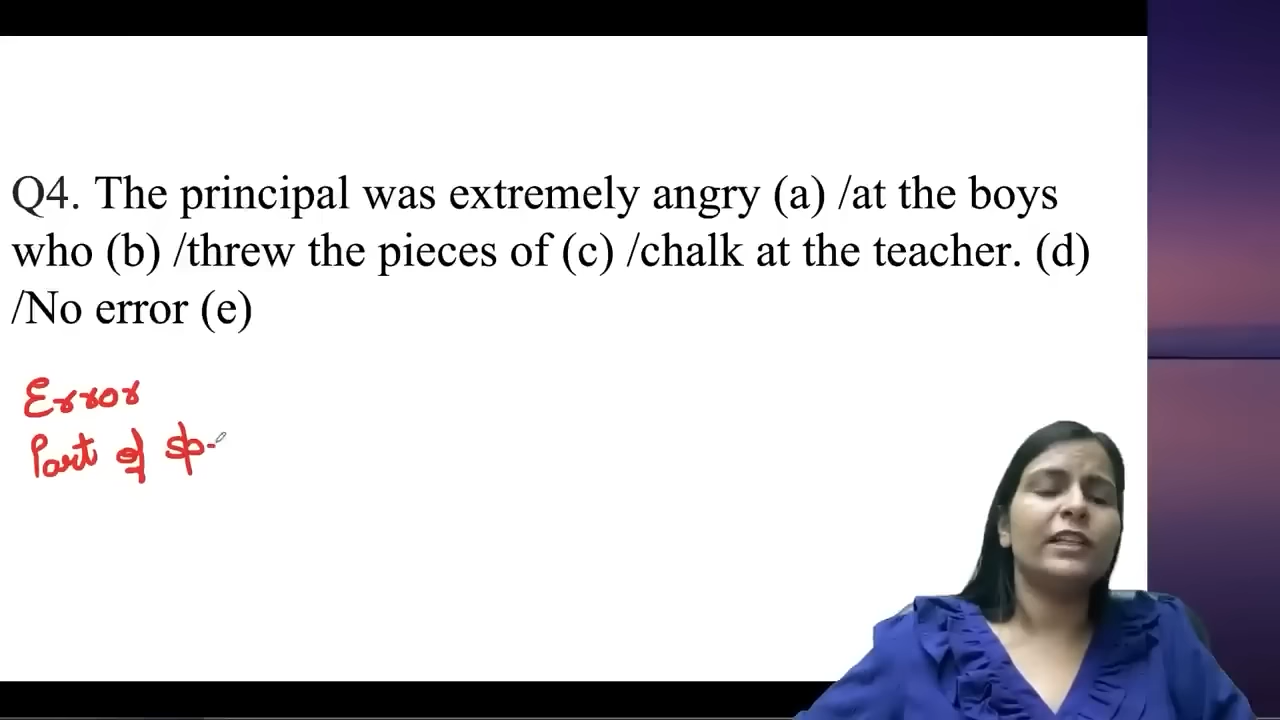 Q4. The principal was extremely angry (a) /at the boys
who (b) /threw the pieces of (c) /chalk at the teacher. (d)
/No error (e)
Error
Part of sp